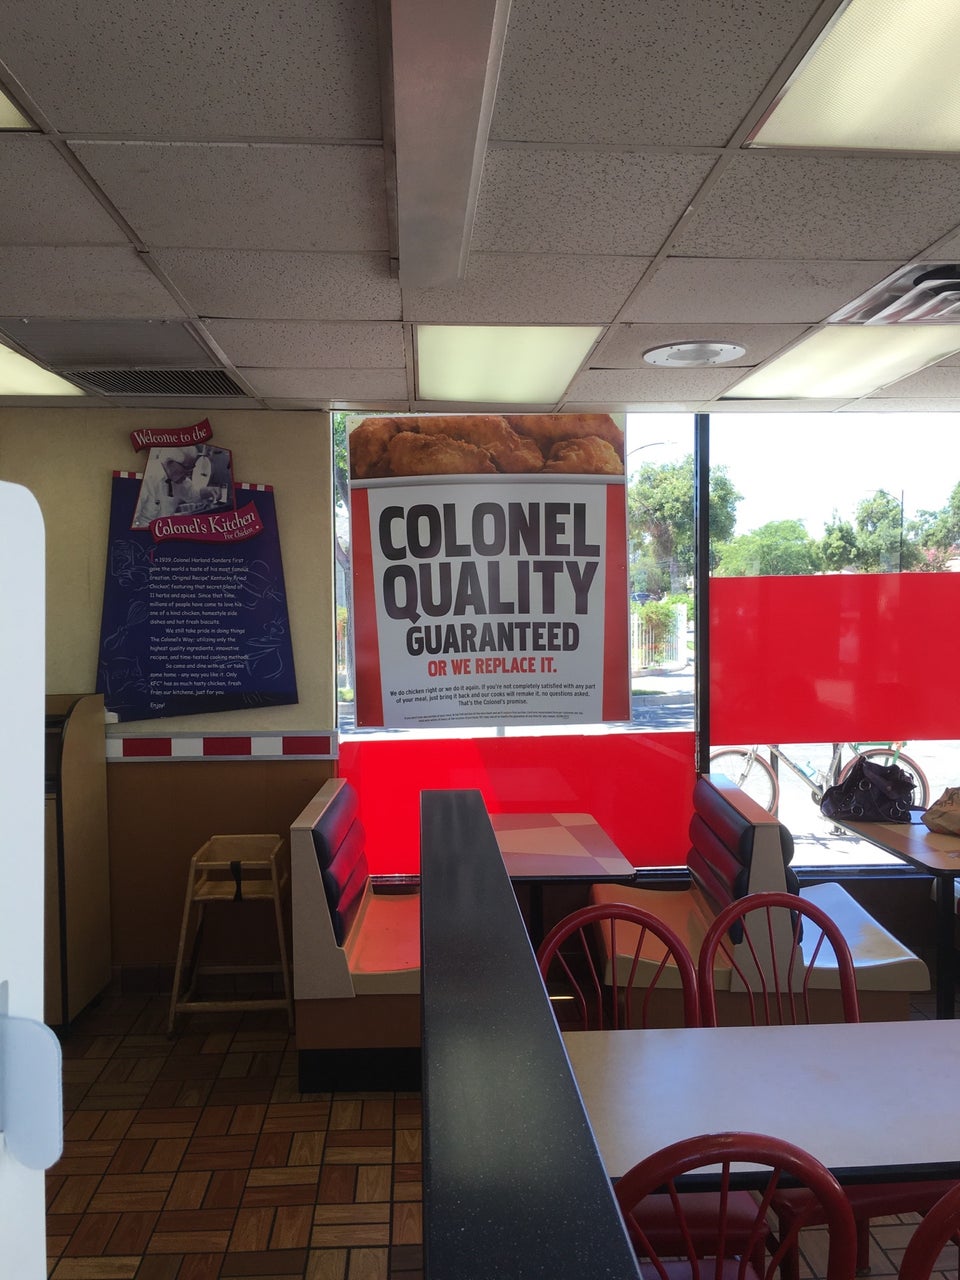 Welcome to the
Colonel's Kitchen
For Chicken
In 1939, Colonel Harland Sanders first
gave the world a taste of his most famous
creation, Original Recipe® Kentucky Fried
Chicken®, featuring that secret blend of
11 herbs and spices. Since that time,
millions of people have come to love his
one of a kind chicken, homestyle side
dishes and hot fresh biscuits.
We still take pride in doing things
The Colonel's Way: utilizing only the
highest quality ingredients, innovative
recipes, and time-tested cooking methods.
So come and dine with us, or take
some home - any way you like it. Only
KFC® has so much tasty chicken, fresh
from our kitchens, just for you.
Enjoy!
COLONEL
QUALITY
GUARANTEED
OR WE REPLACE IT.
We do chicken right or we do it again. If you're not completely satisfied with any part
of your meal, just bring it back and our cooks will remake it, no questions asked.
That's the Colonel's promise.